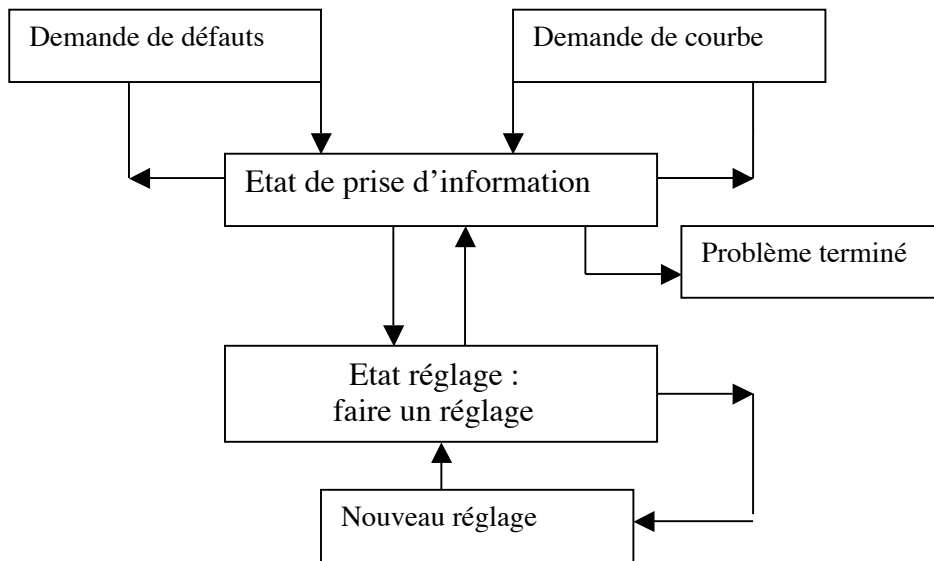 Demande de défauts
Demande de courbe
Etat de prise d’information
Problème terminé
Etat réglage :
faire un réglage
Nouveau réglage